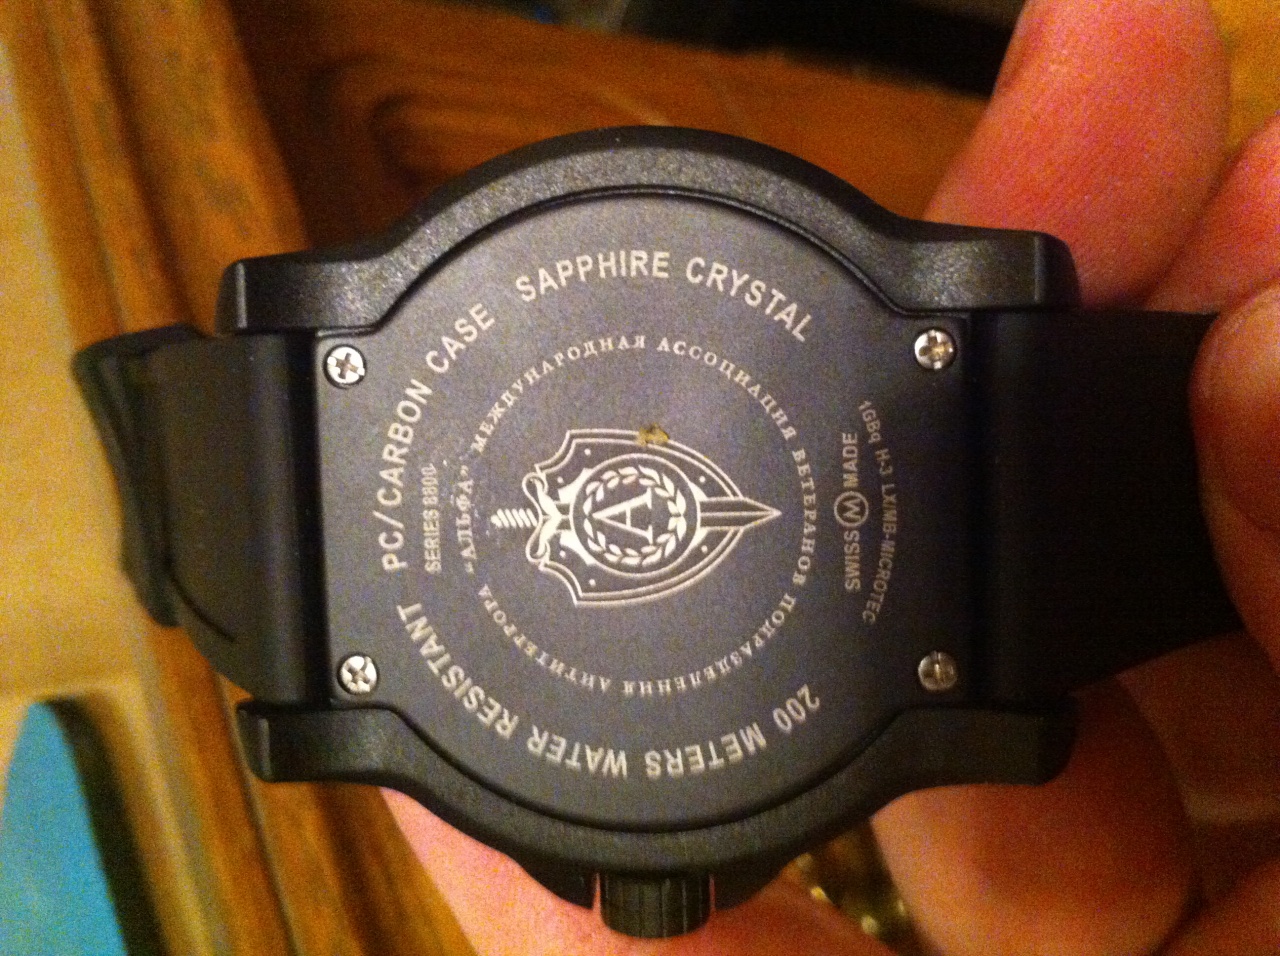 PC/CARBON CASE SAPPHIRE CRYSTAL
200 METERS WATER RESISTANT
SERIES 8800
МЕЖДУНАРОДНАЯ АССОЦИАЦИЯ ВЕТЕРАНОВ ПОДРАЗДЕЛЕНИЯ АНТИТЕРРОРА "АЛЬФА"
А
SWISS M MADE
1GBq H-3 LX/MB-MICROTEC